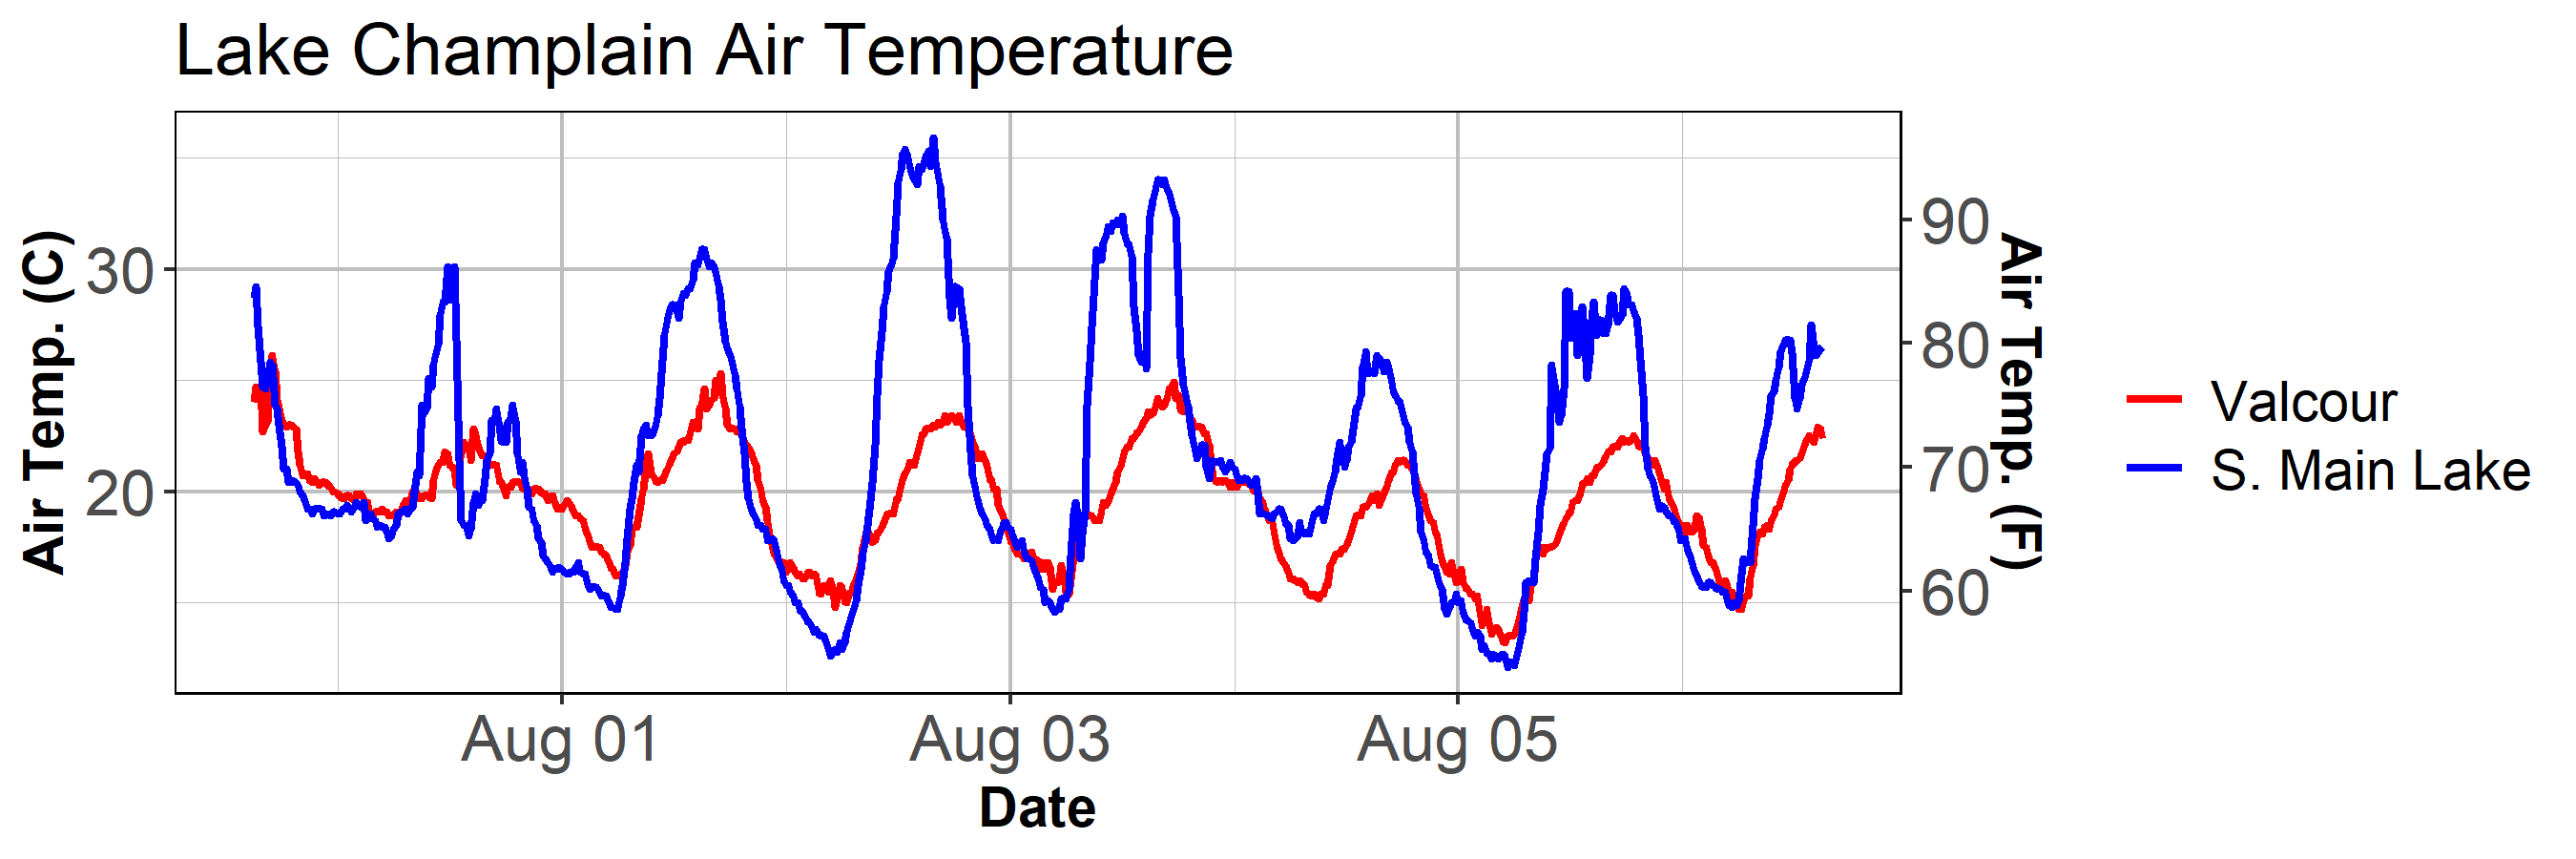 Lake Champlain Air Temperature
Air Temp. (C)
30
20
90
80
70
60
Air Temp. (F)
Aug 01
Aug 03
Aug 05
Date
Valcour
S. Main Lake